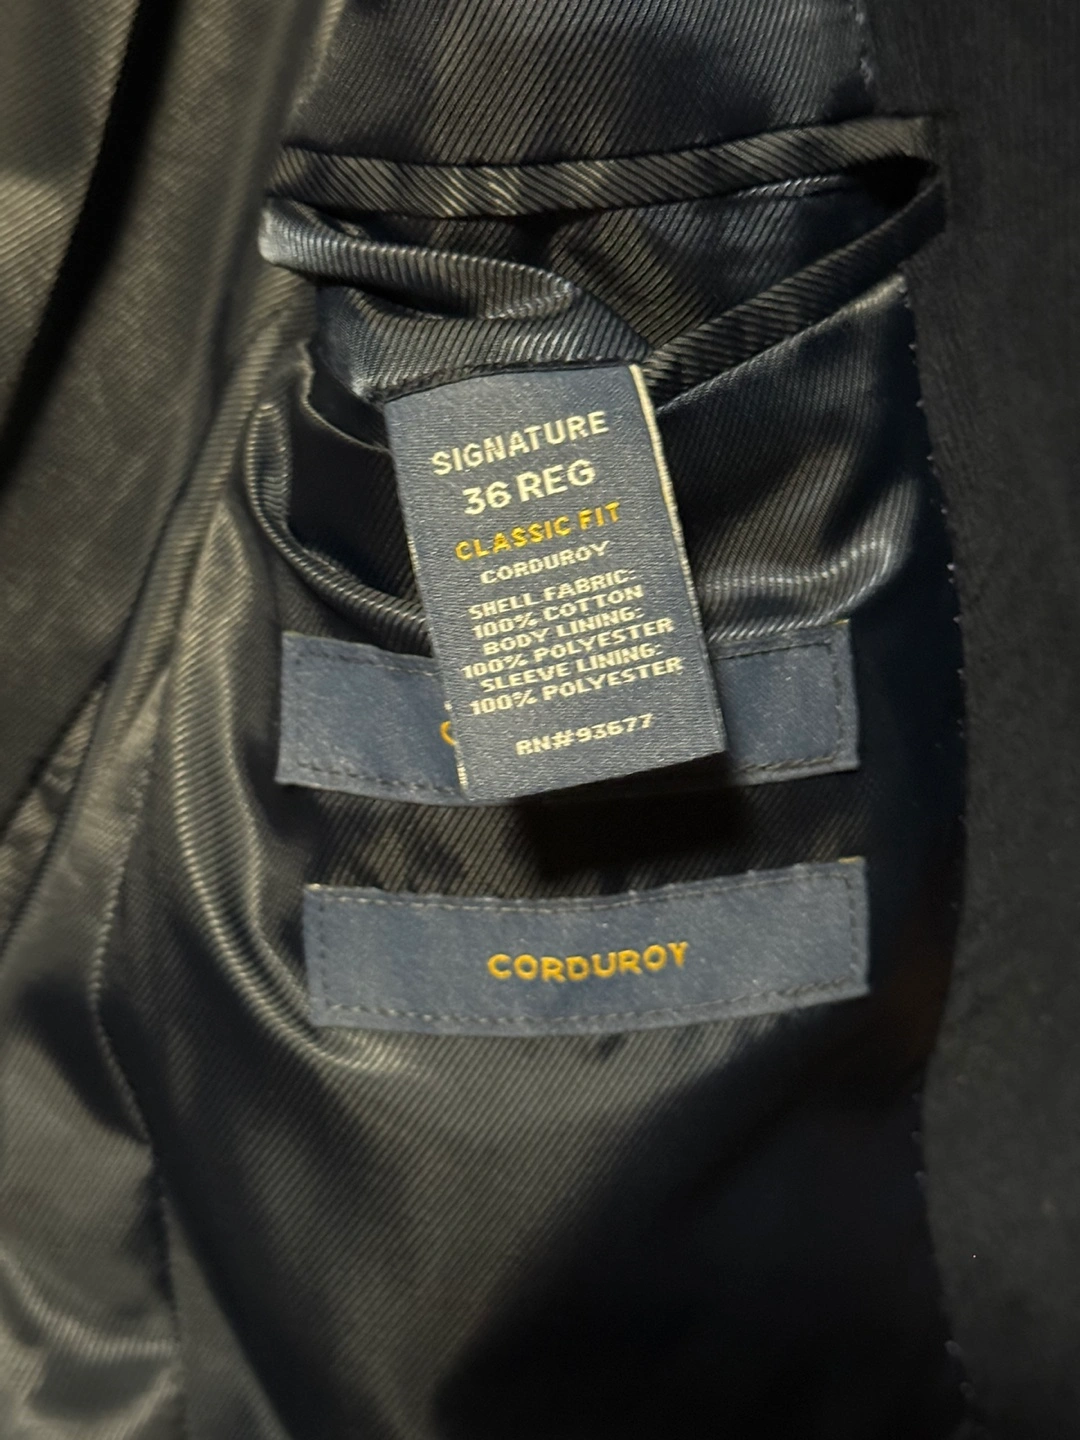 SIGNATURE
36 REG
CLASSIC FIT
CORDUROY
SHELL FABRIC:
100% COTTON
BODY LINING:
100% POLYESTER
SLEEVE LINING:
100% POLYESTER
RN#93677
CORDUROY